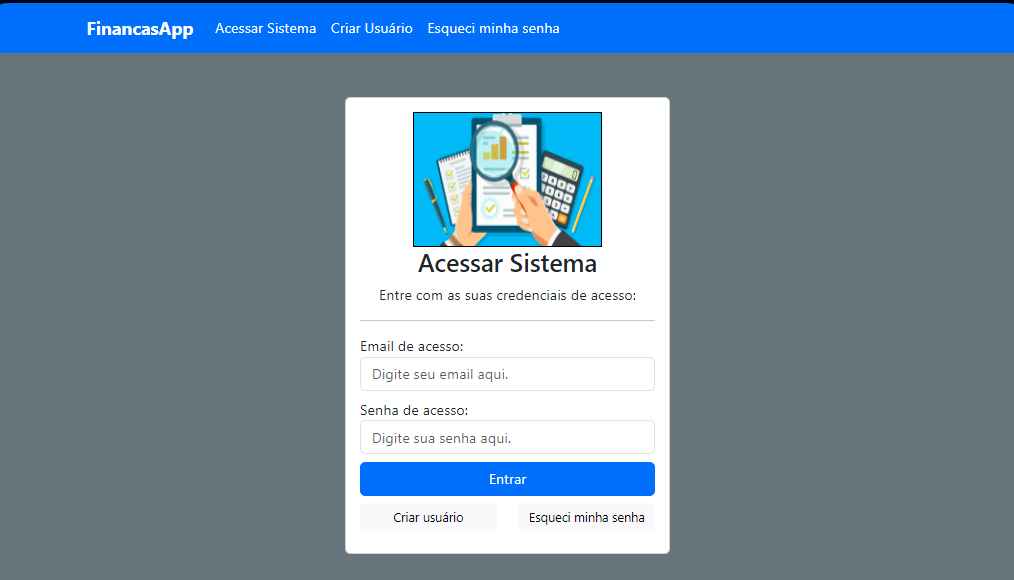 FinancasApp Acessar Sistema Criar Usuário Esqueci minha senha
Acessar Sistema
Entre com as suas credenciais de acesso:
Email de acesso:
Digite seu email aqui.
Senha de acesso:
Digite sua senha aqui.
Entrar
Criar usuário Esqueci minha senha